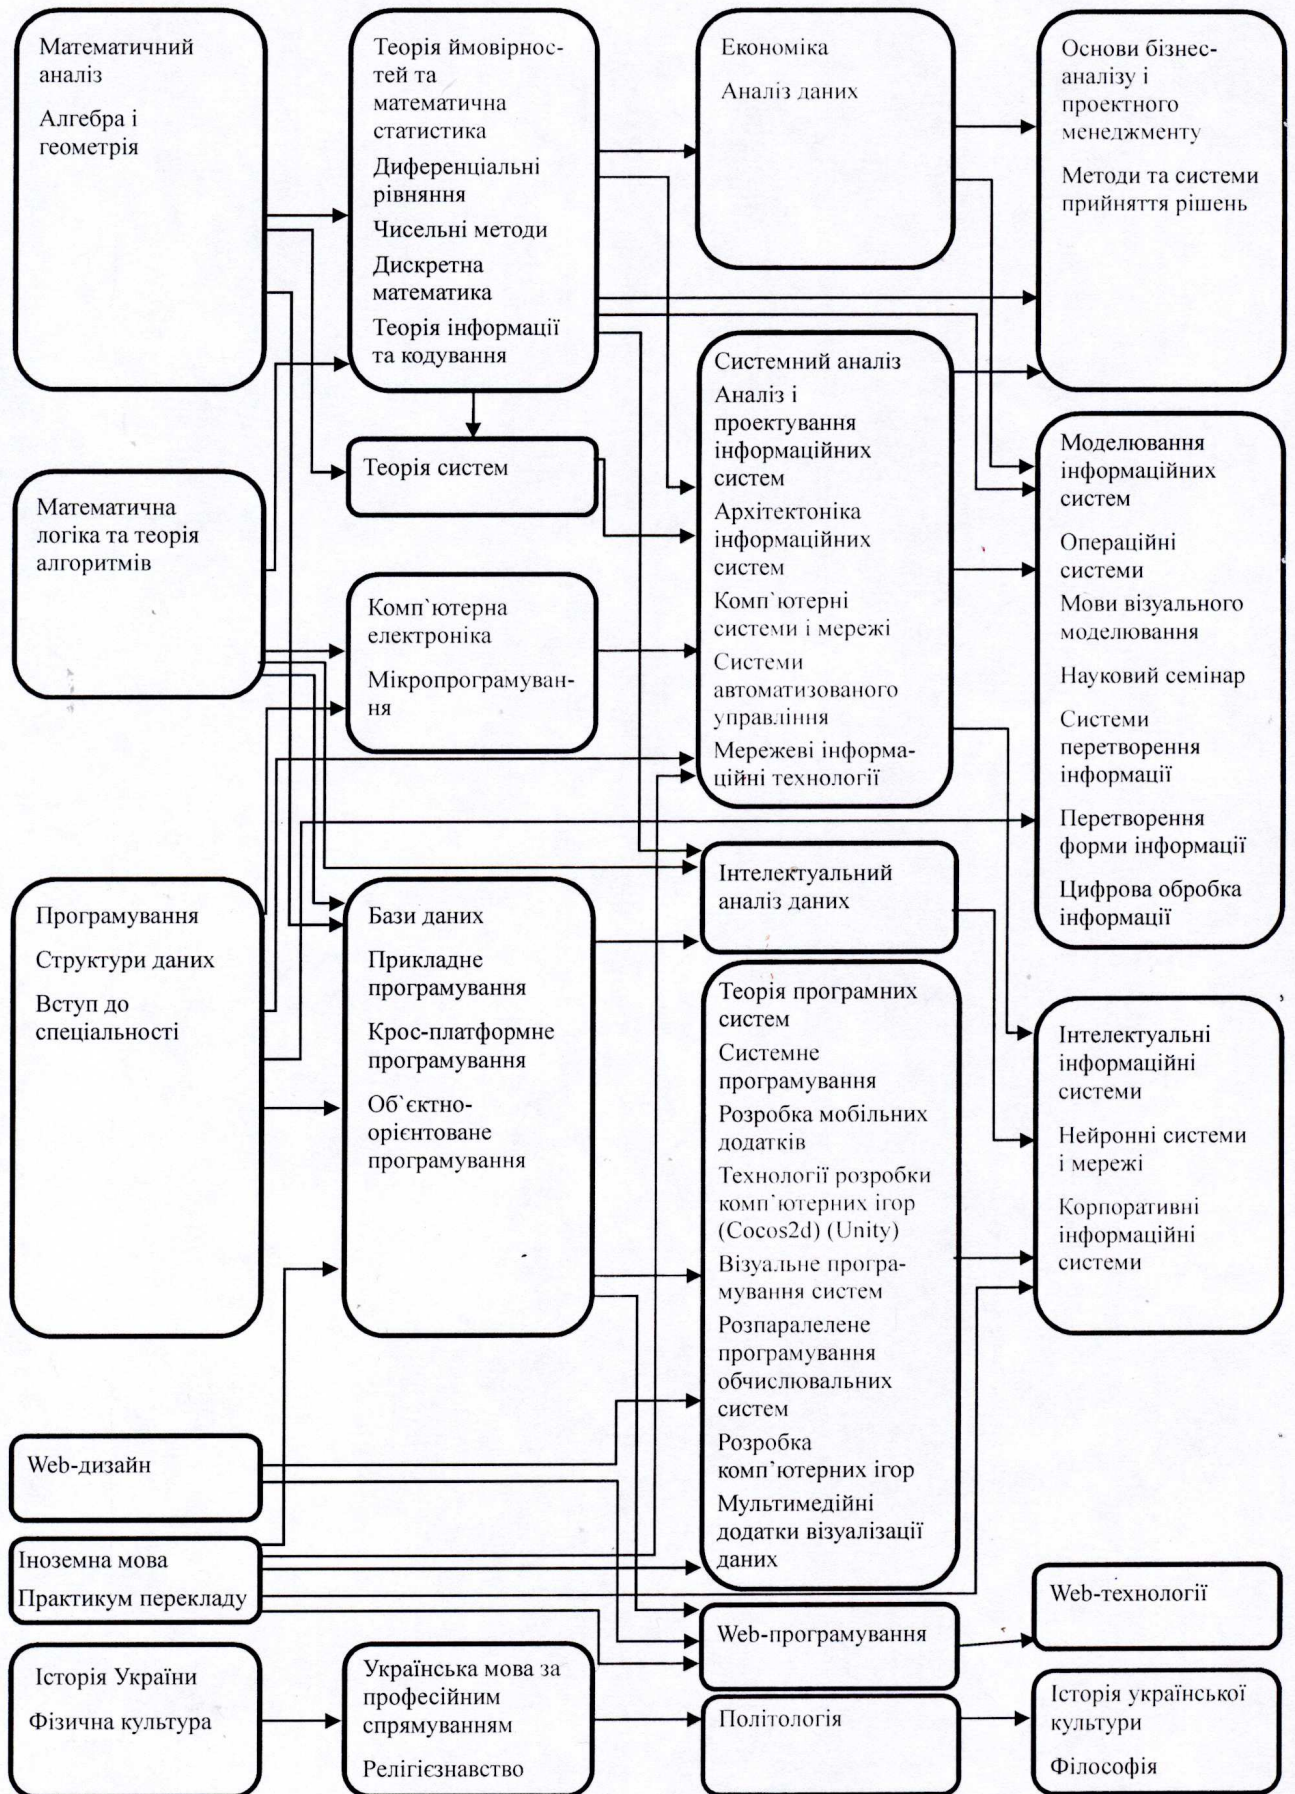 Математичний
аналіз
Алгебра і
геометрія
Математична
логіка та теорія
алгоритмів
Програмування
Структури даних
Вступ до
спеціальності
Web-дизайн
Іноземна мова
Практикум перекладу
Історія України
Фізична культура
Теорія ймовірнос-
тей та
математична
статистика
Диференціальні
рівняння
Чисельні методи
Дискретна
математика
Теорія інформації
та кодування
Теорія систем
Комп`ютерна
електроніка
Мікропрограмуван-
ня
Бази даних
Прикладне
програмування
Крос-платформне
програмування
Об`єктно-
орієнтоване
програмування
Українська мова за
професійним
спрямуванням
Релігієзнавство
Економіка
Аналіз даних
Системний аналіз
Аналіз і
проектування
інформаційних
систем
Архітектоніка
інформаційних
систем
Комп`ютерні
системи і мережі
Системи
автоматизованого
управління
Мережеві інформа-
ційні технології
Інтелектуальний
аналіз даних
Теорія програмних
систем
Системне
програмування
Розробка мобільних
додатків
Технології розробки
комп`ютерних ігор
(Cocos2d) (Unity)
Візуальне програ-
мування систем
Розпаралелене
програмування
обчислювальних
систем
Розробка
комп`ютерних ігор
Мультимедійні
додатки візуалізації
даних
Web-програмування
Політологія
Основи бізнес-
аналізу і
проектного
менеджменту
Методи та системи
прийняття рішень
Моделювання
інформаційних
систем
Операційні
системи
Мови візуального
моделювання
Науковий семінар
Системи
перетворення
інформації
Перетворення
форми інформації
Цифрова обробка
інформації
Інтелектуальні
інформаційні
системи
Нейронні системи
і мережі
Корпоративні
інформаційні
системи
Web-технології
Історія української
культури
Філософія